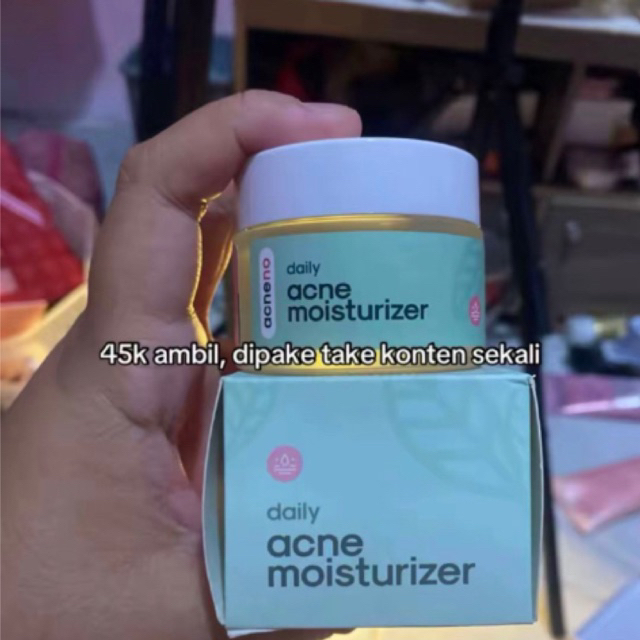 acneno
daily
acne
moisturizer
45k ambil, dipake take konten sekali
daily
acne
moisturizer